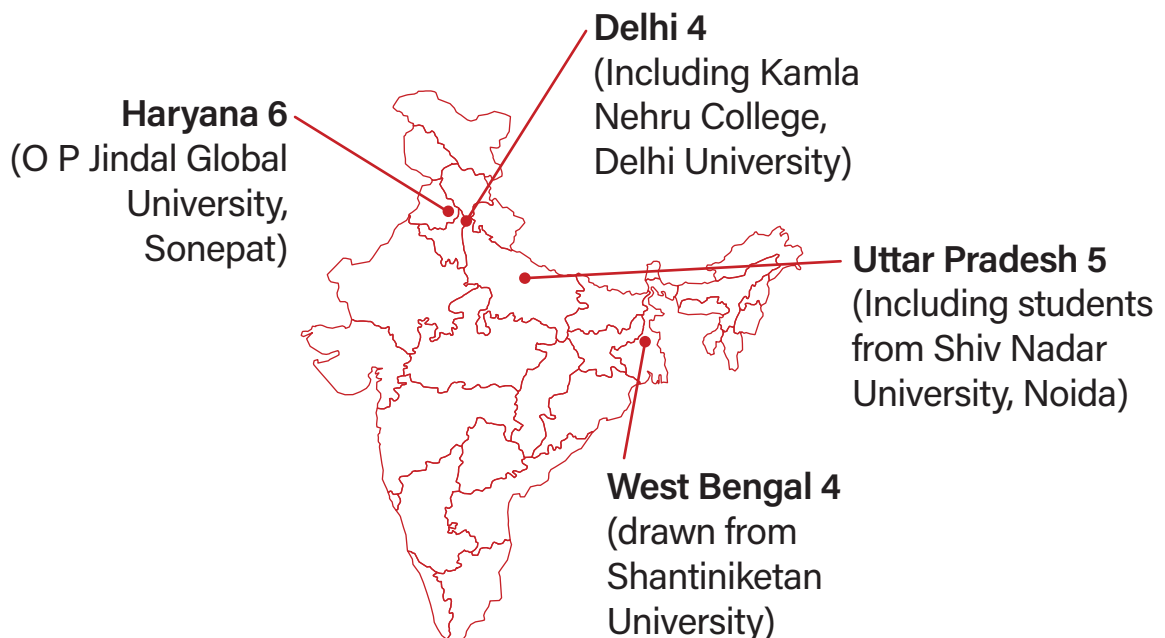 Delhi 4
(Including Kamla
Nehru College,
Delhi University)
Haryana 6
(O P Jindal Global
University,
Sonepat)
Uttar Pradesh 5
(Including students
from Shiv Nadar
University, Noida)
West Bengal 4
(drawn from
Shantiniketan
University)